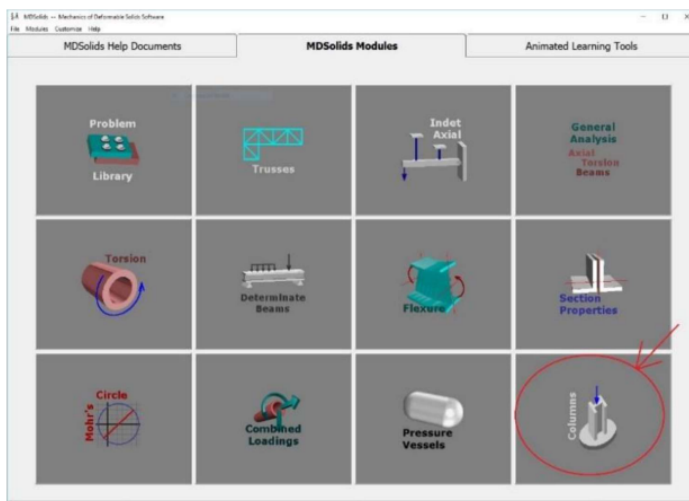 MDSolids — Mechanics of Deformable Solids Software
File Modules Customize Help
MDSolids Help Documents
MDSolids Modules
Animated Learning Tools
Problem
Library
Trusses
Indet
Axial
General
Analysis
Axial
Torsion
Beams
Torsion
Determinate
Beams
Flexure
Section
Properties
Mohr's
Circle
Combined
Loadings
Pressure
Vessels
Columns